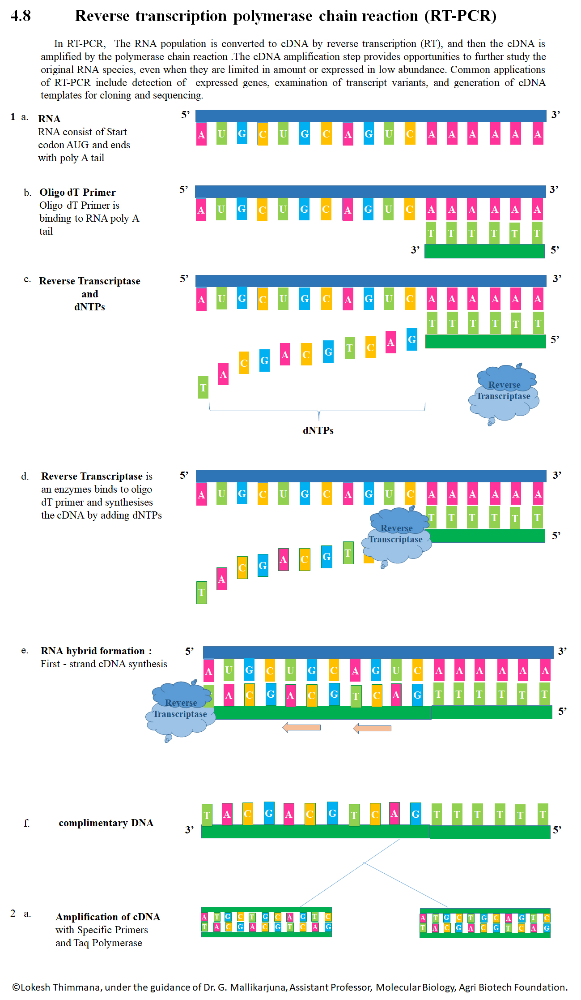 4.8 Reverse transcription polymerase chain reaction (RT-PCR)
In RT-PCR, The RNA population is converted to cDNA by reverse transcription (RT), and then the cDNA is
amplified by the polymerase chain reaction .The cDNA amplification step provides opportunities to further study the
original RNA species, even when they are limited in amount or expressed in low abundance. Common applications
of RT-PCR include detection of expressed genes, examination of transcript variants, and generation of cDNA
templates for cloning and sequencing.
1 a. RNA
RNA consist of Start
codon AUG and ends
with poly A tail
5’ 3’
A U G C U G C A G U C A A A A A A
b. Oligo dT Primer
Oligo dT Primer is
binding to RNA poly A
tail
5’ 3’
A U G C U G C A G U C A A A A A A
T T T T T T
3’ 5’
c. Reverse Transcriptase
and
dNTPs
5’ 3’
A U G C U G C A G U C A A A A A A
T T T T T T
5’
T A C G A C G T C A G
Reverse
Transcriptase
dNTPs
d. Reverse Transcriptase is
an enzymes binds to oligo
dT primer and synthesises
the cDNA by adding dNTPs
5’ 3’
A U G C U G C A G U C A A A A A A
T T T T T T
5’
Reverse
Transcriptase
T A C G A C G T
e. RNA hybrid formation :
First - strand cDNA synthesis
5’ 3’
A U G C U G C A G U C A A A A A A
A C G A C G T C A G T T T T T T
5’
Reverse
Transcriptase
f. complimentary DNA
T A C G A C G T C A G T T T T T T
3’ 5’
2 a. Amplification of cDNA
with Specific Primers
and Taq Polymerase
A T G C T G C A G T C
T A C G A C G T C A G
A T G C T G C A G T C
T A C G A C G T C A G
©Lokesh Thimmana, under the guidance of Dr. G. Mallikarjuna, Assistant Professor, Molecular Biology, Agri Biotech Foundation.